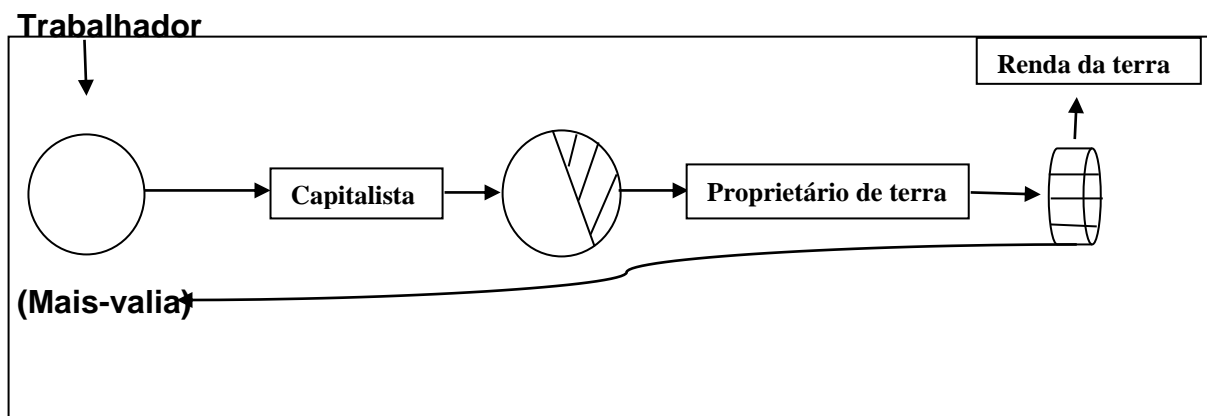 Trabalhador
Renda da terra
Capitalista
Proprietário de terra
(Mais-valia)